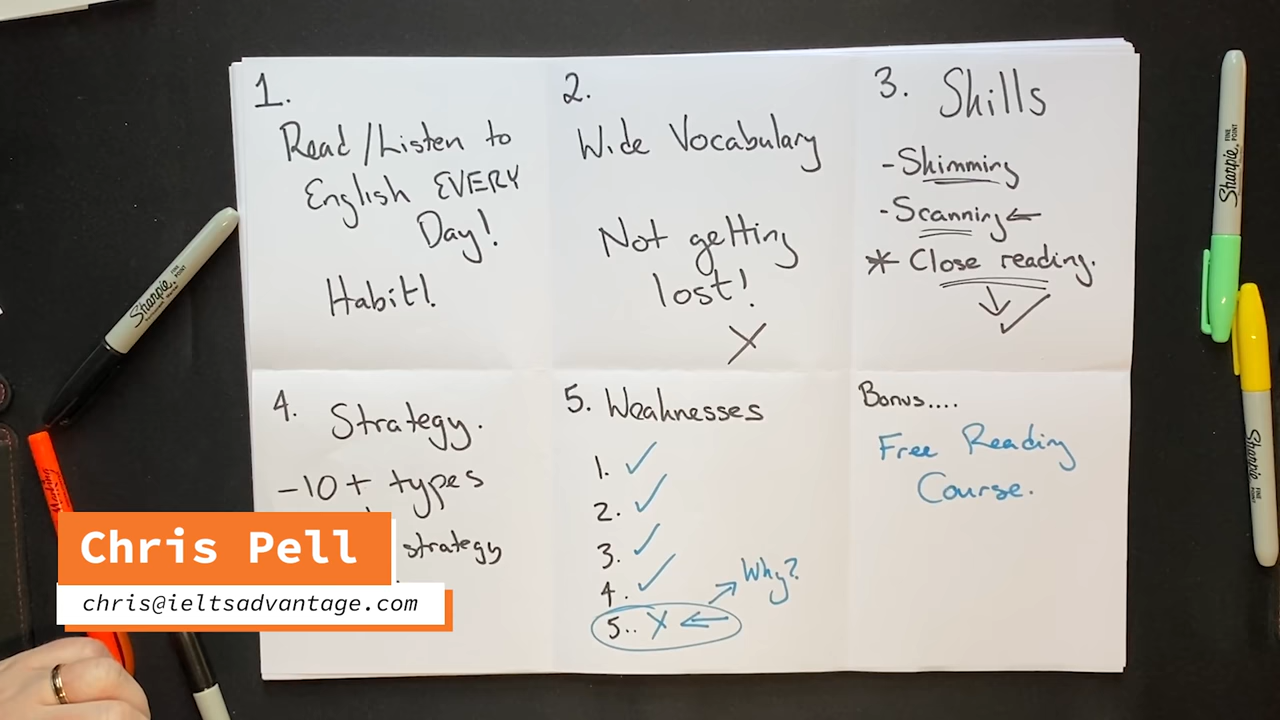 1.
Read/Listen to
English EVERY
Day!
Habit!
2.
Wide Vocabulary
Not getting
lost!
X
3. Skills
- Skimming
- Scanning ←
* Close reading.
4. Strategy.
- 10+ types
strategy
5. Weaknesses
1. ✓
2. ✓
3. ✓
4. ✓
5.. X ←
Why?
Bonus....
Free Reading
Course.
Chris Pell
chris@ieltsadvantage.com
Sharpie
FINE POINT
Sharpie
FINE POINT
Sharpie
FINE POINT